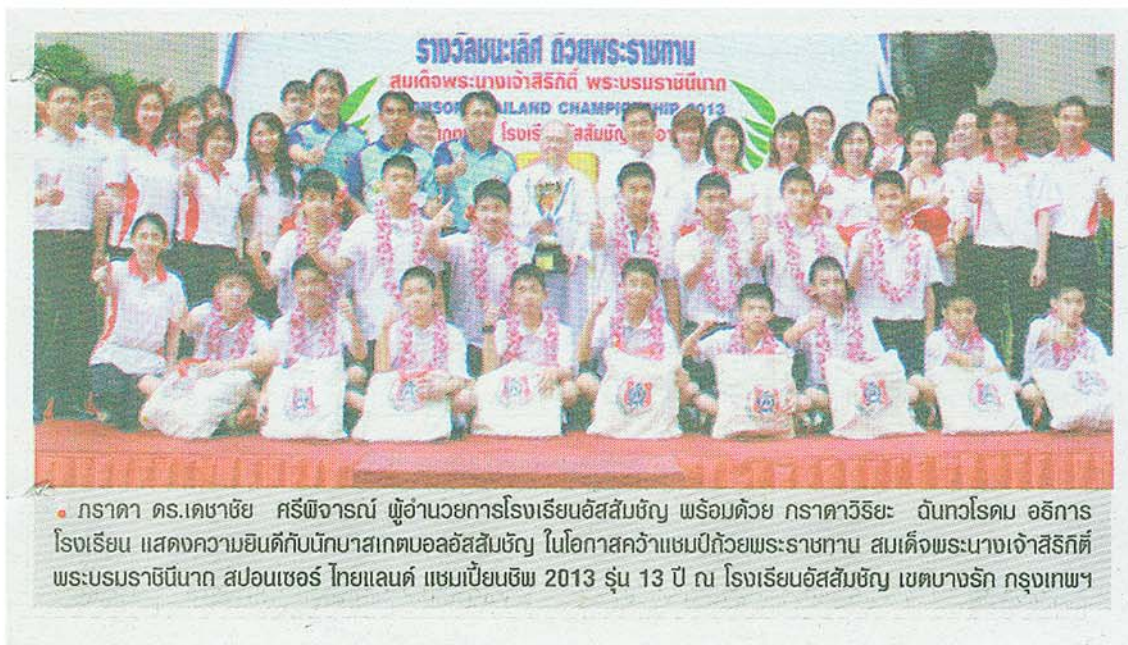 รางวัลชนะเลิศ ถ้วยพระราชทาน
สมเด็จพระนางเจ้าสิริกิติ์ พระบรมราชินีนาถ
THAILAND CHAMPIONSHIP 2013
โรงเรียนอัสสัมชัญ
• ภราดา ดร.เดชาชัย ศรีพิจารณ์ ผู้อำนวยการโรงเรียนอัสสัมชัญ พร้อมด้วย ภราดาวิริยะ ฉันทวโรดม อธิการ
โรงเรียน แสดงความยินดีกับนักบาสเกตบอลอัสสัมชัญ ในโอกาสคว้าแชมป์ถ้วยพระราชทาน สมเด็จพระนางเจ้าสิริกิติ์
พระบรมราชินีนาถ สปอนเซอร์ ไทยแลนด์ แชมเปี้ยนชิพ 2013 รุ่น 13 ปี ณ โรงเรียนอัสสัมชัญ เขตบางรัก กรุงเทพฯ